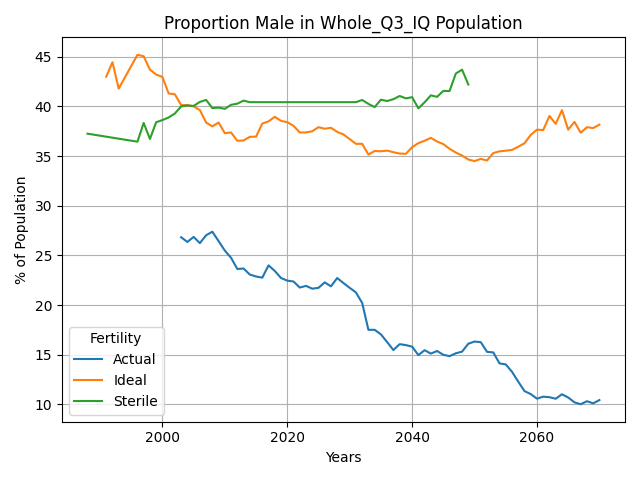 Proportion Male in Whole_Q3_IQ Population
% of Population
45
40
35
30
25
20
15
10
Fertility
Actual
Ideal
Sterile
2000
2020
2040
2060
Years